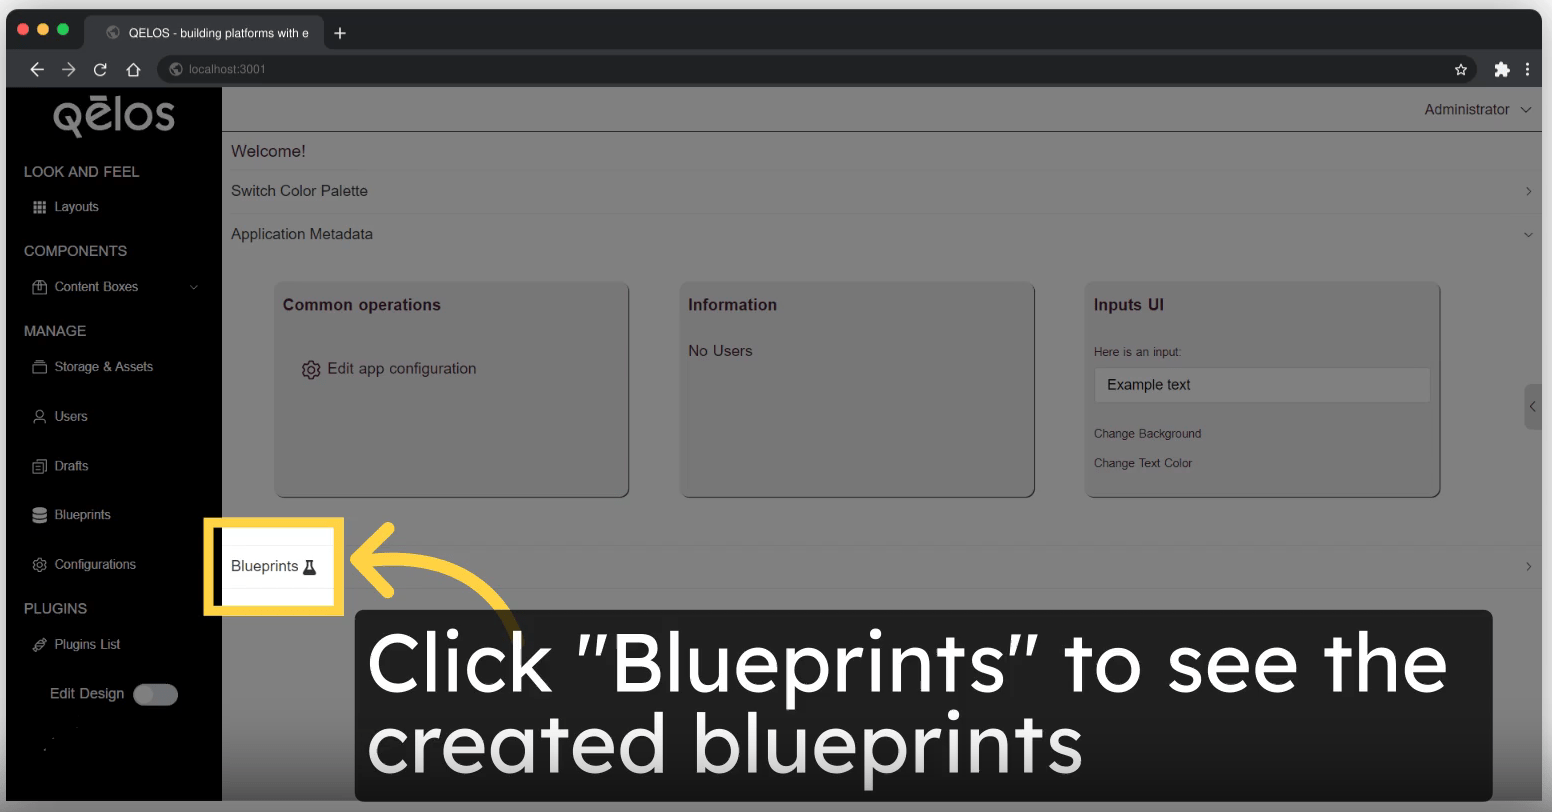 QELOS - building platforms with e
localhost:3001
qēlos
Administrator
LOOK AND FEEL
Layouts
COMPONENTS
Content Boxes
MANAGE
Storage & Assets
Users
Drafts
Blueprints
Configurations
PLUGINS
Plugins List
Edit Design
Welcome!
Switch Color Palette
Application Metadata
Common operations
Edit app configuration
Information
No Users
Inputs UI
Here is an input:
Example text
Change Background
Change Text Color
Blueprints
Click "Blueprints" to see the
created blueprints